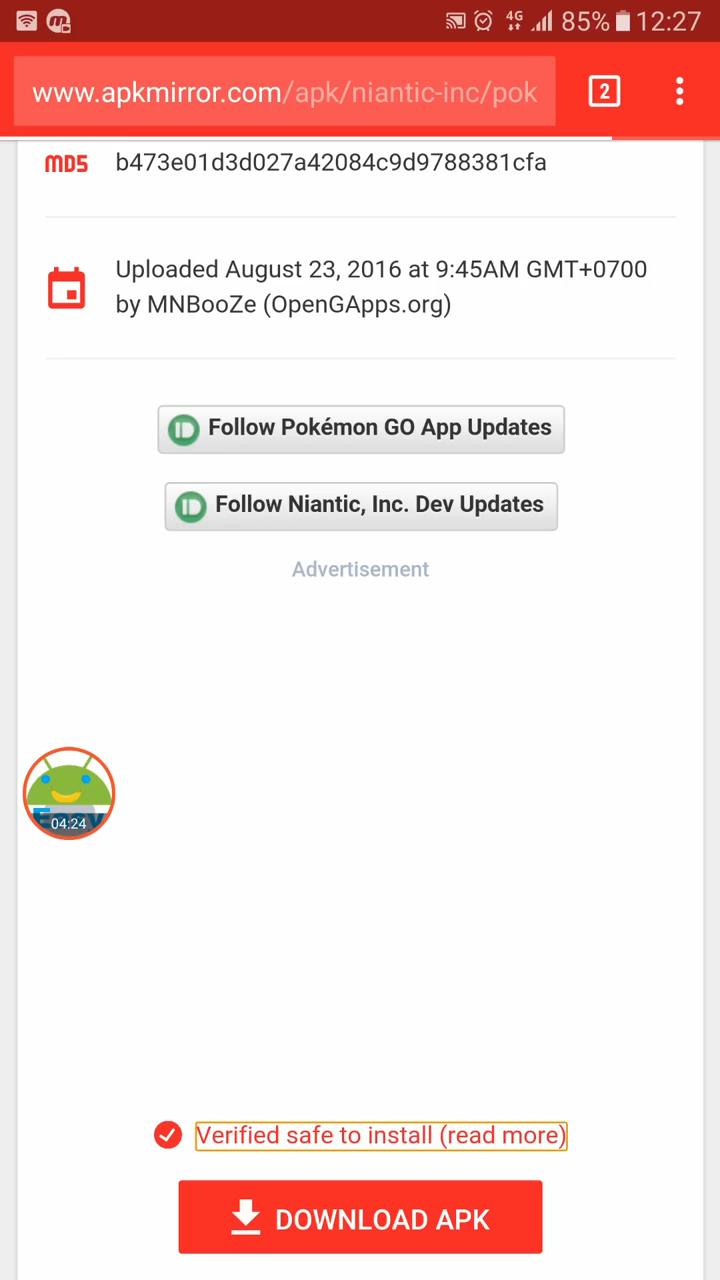 4G 85% 12:27
www.apkmirror.com/apk/niantic-inc/pok 2
MD5 b473e01d3d027a42084c9d9788381cfa
Uploaded August 23, 2016 at 9:45AM GMT+0700
by MNBooZe (OpenGApps.org)
Follow Pokémon GO App Updates
Follow Niantic, Inc. Dev Updates
Advertisement
04:24
Verified safe to install (read more)
DOWNLOAD APK